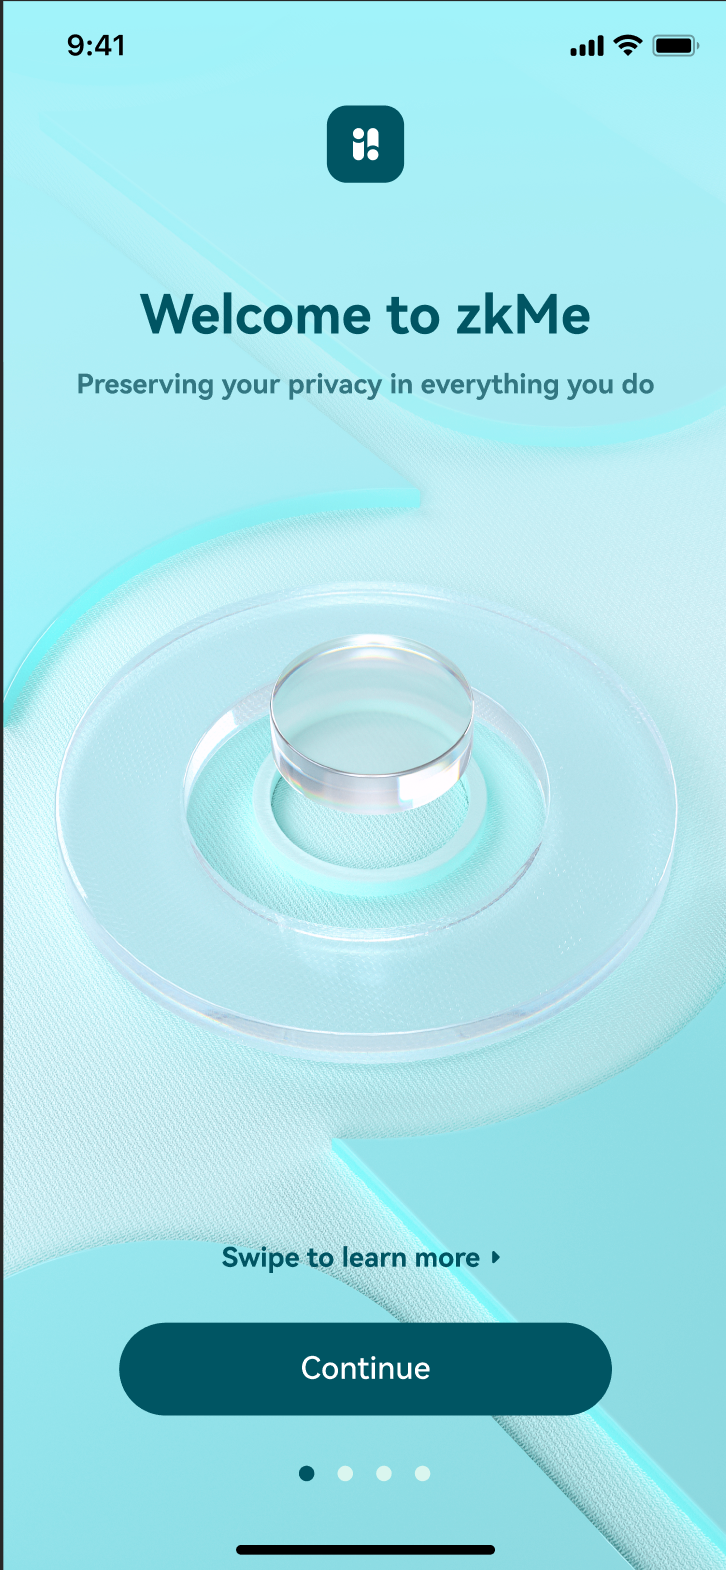 9:41
Welcome to zkMe
Preserving your privacy in everything you do
Swipe to learn more
Continue